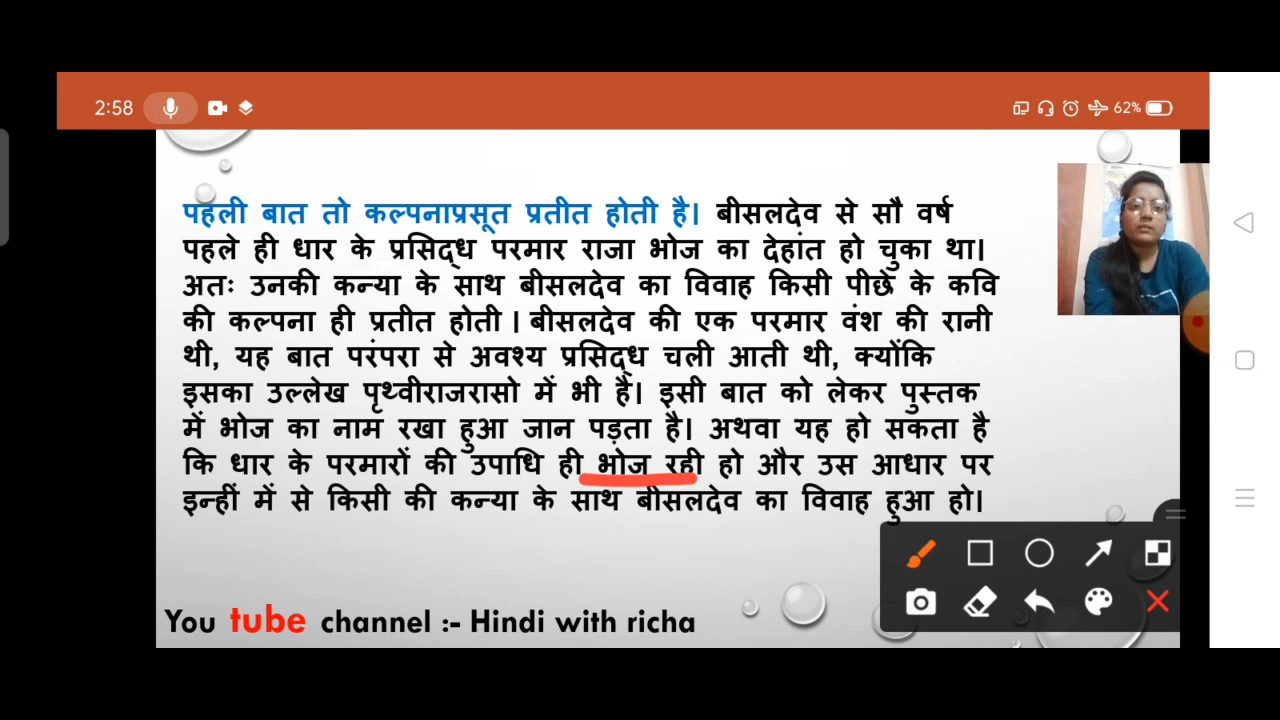 2:58
62%
पहली बात तो कल्पनाप्रसूत प्रतीत होती है। बीसलदेव से सौ वर्ष
पहले ही धार के प्रसिद्ध परमार राजा भोज का देहांत हो चुका था।
अतः उनकी कन्या के साथ बीसलदेव का विवाह किसी पीछे के कवि
की कल्पना ही प्रतीत होती । बीसलदेव की एक परमार वंश की रानी
थी, यह बात परंपरा से अवश्य प्रसिद्ध चली आती थी, क्योंकि
इसका उल्लेख पृथ्वीराजरासो में भी है। इसी बात को लेकर पुस्तक
में भोज का नाम रखा हुआ जान पड़ता है। अथवा यह हो सकता है
कि धार के परमारों की उपाधि ही भोज रही हो और उस आधार पर
इन्हीं में से किसी की कन्या के साथ बीसलदेव का विवाह हुआ हो।
You tube channel :- Hindi with richa